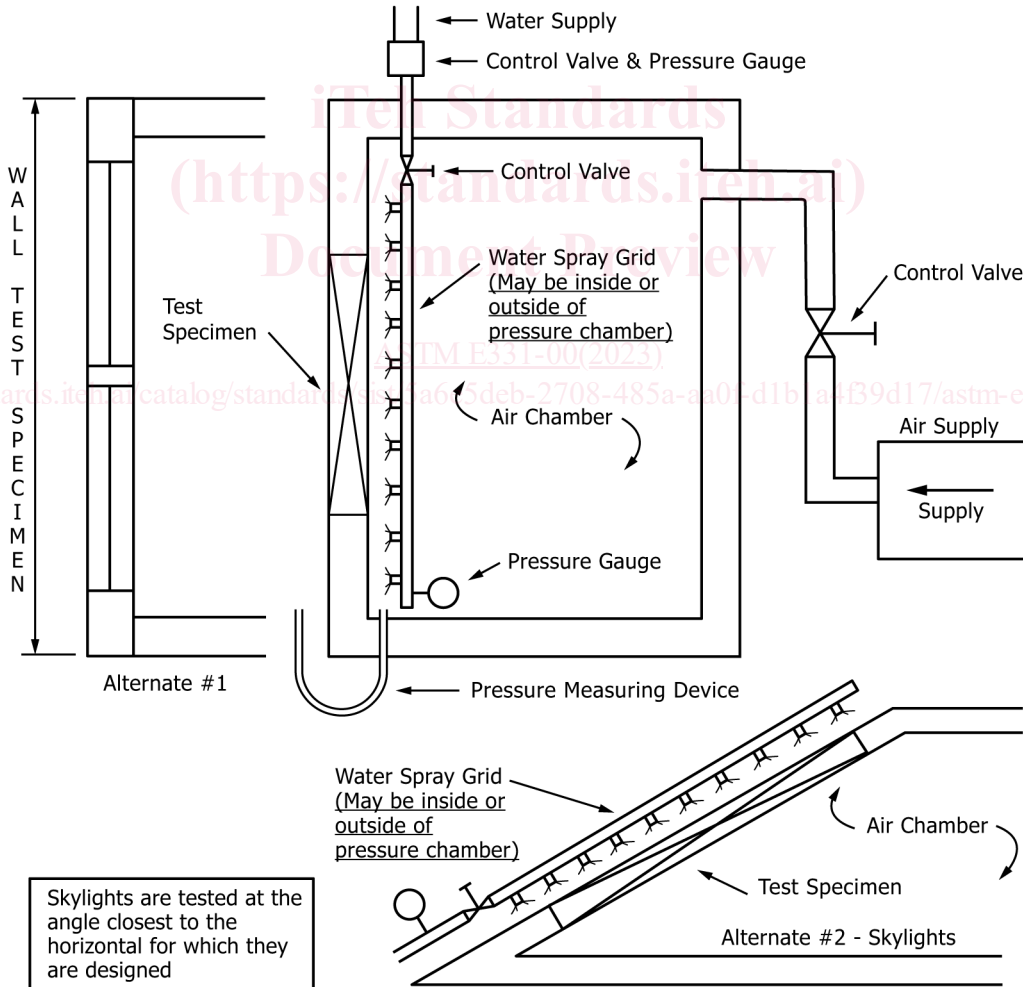 Water Supply
Control Valve & Pressure Gauge
iTeh Standards
(https://standards.iteh.ai)
Document Preview
WALL TEST SPECIMEN
Control Valve
Water Spray Grid
(May be inside or
outside of
pressure chamber)
Control Valve
Test
Specimen
ASTM E331-00(2023)
Air Chamber
Air Supply
Supply
Pressure Gauge
Alternate #1
Pressure Measuring Device
Water Spray Grid
(May be inside or
outside of
pressure chamber)
Air Chamber
Test Specimen
Alternate #2 - Skylights
Skylights are tested at the
angle closest to the
horizontal for which they
are designed